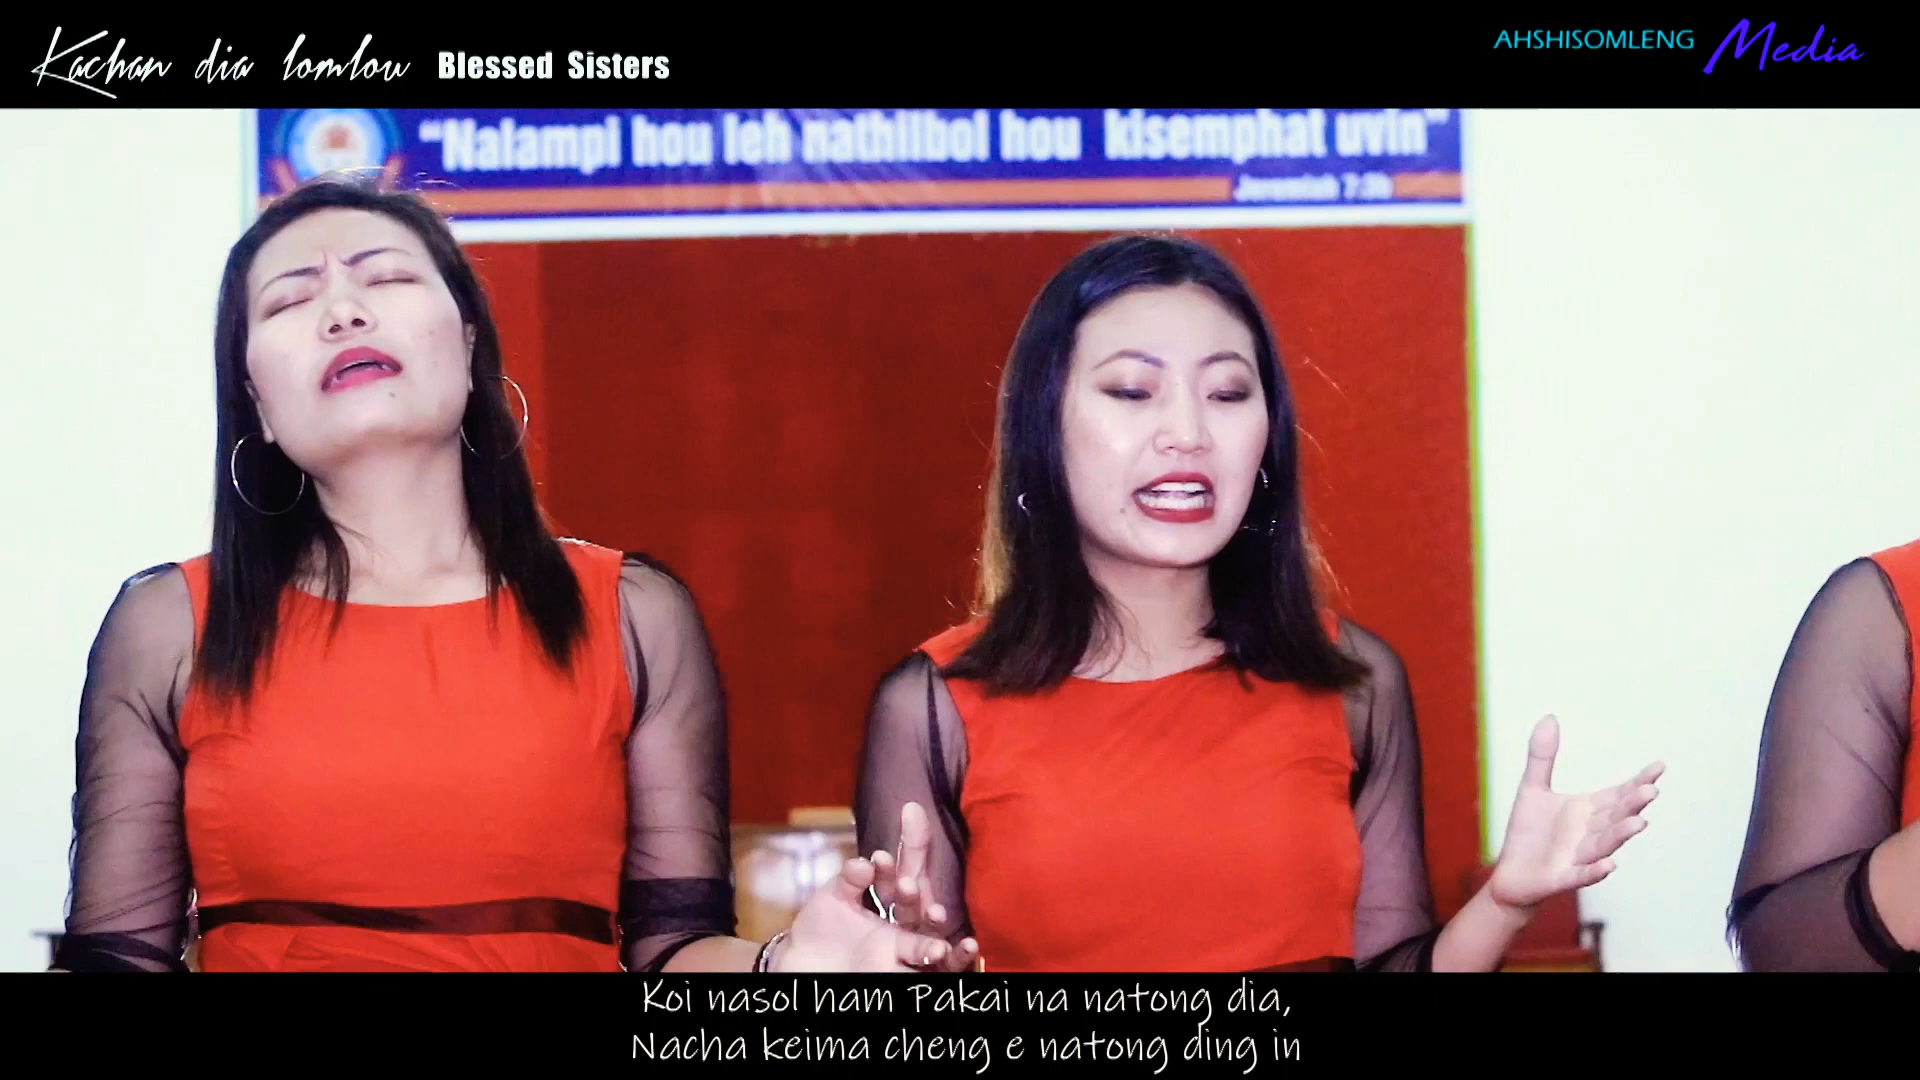 Kachan dia lomlou Blessed Sisters
AHSHISOMLENG Media
“Nalampi hou leh nathilbol hou kisemphat uvin”
Jeremiah
Koi nasol ham Pakai na natong dia,
Nacha keima cheng e natong ding in